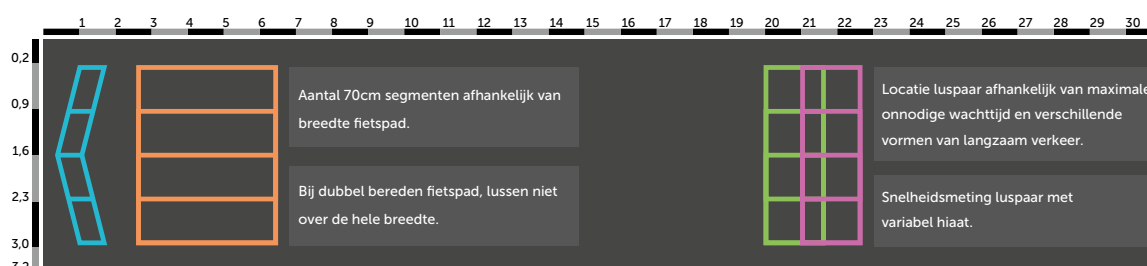 1 2 3 4 5 6 7 8 9 10 11 12 13 14 15 16 17 18 19 20 21 22 23 24 25 26 27 28 29 30
0,2
0,9
1,6
2,3
3,0
3,2
Aantal 70cm segmenten afhankelijk van
breedte fietspad.
Bij dubbel bereden fietspad, lussen niet
over de hele breedte.
Locatie luspaar afhankelijk van maximale
onnodige wachttijd en verschillende
vormen van langzaam verkeer.
Snelheidsmeting luspaar met
variabel hiaat.